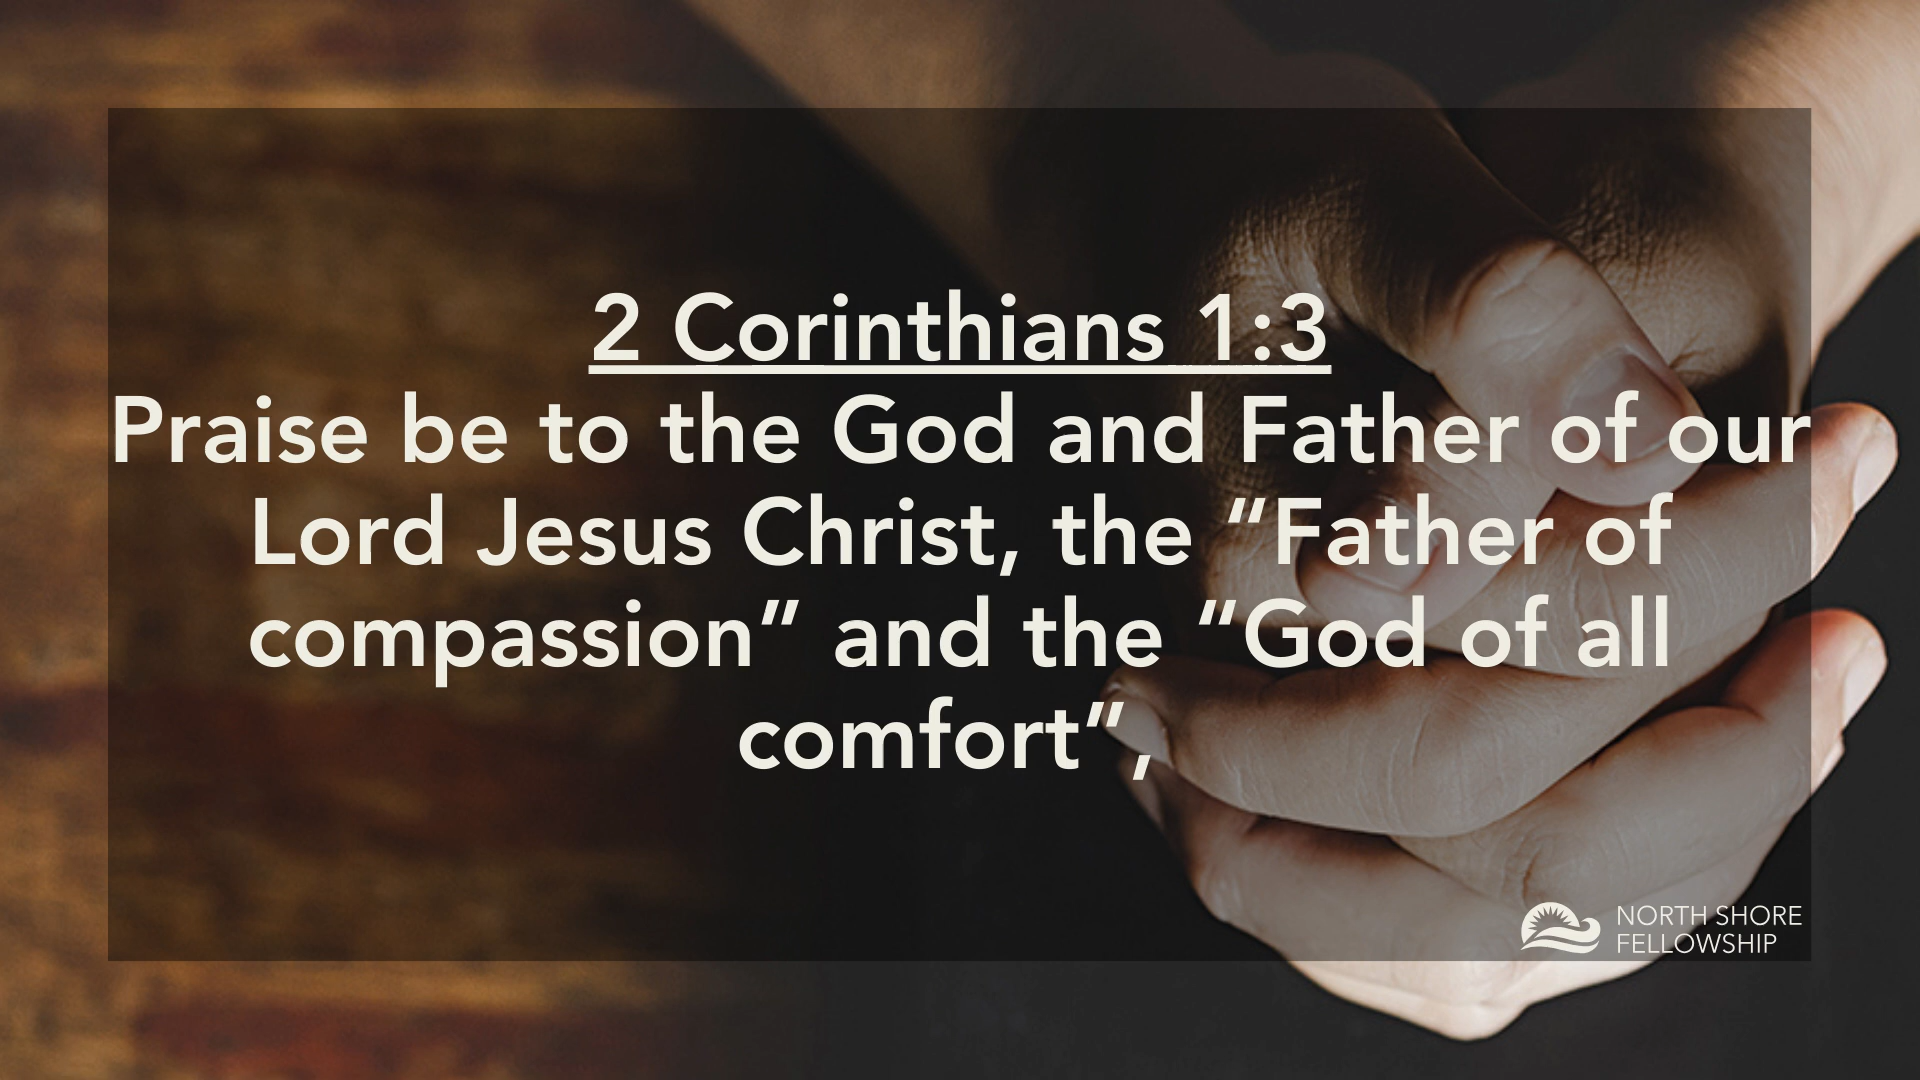 2 Corinthians 1:3
Praise be to the God and Father of our
Lord Jesus Christ, the “Father of
compassion” and the “God of all
comfort”,
NORTH SHORE
FELLOWSHIP